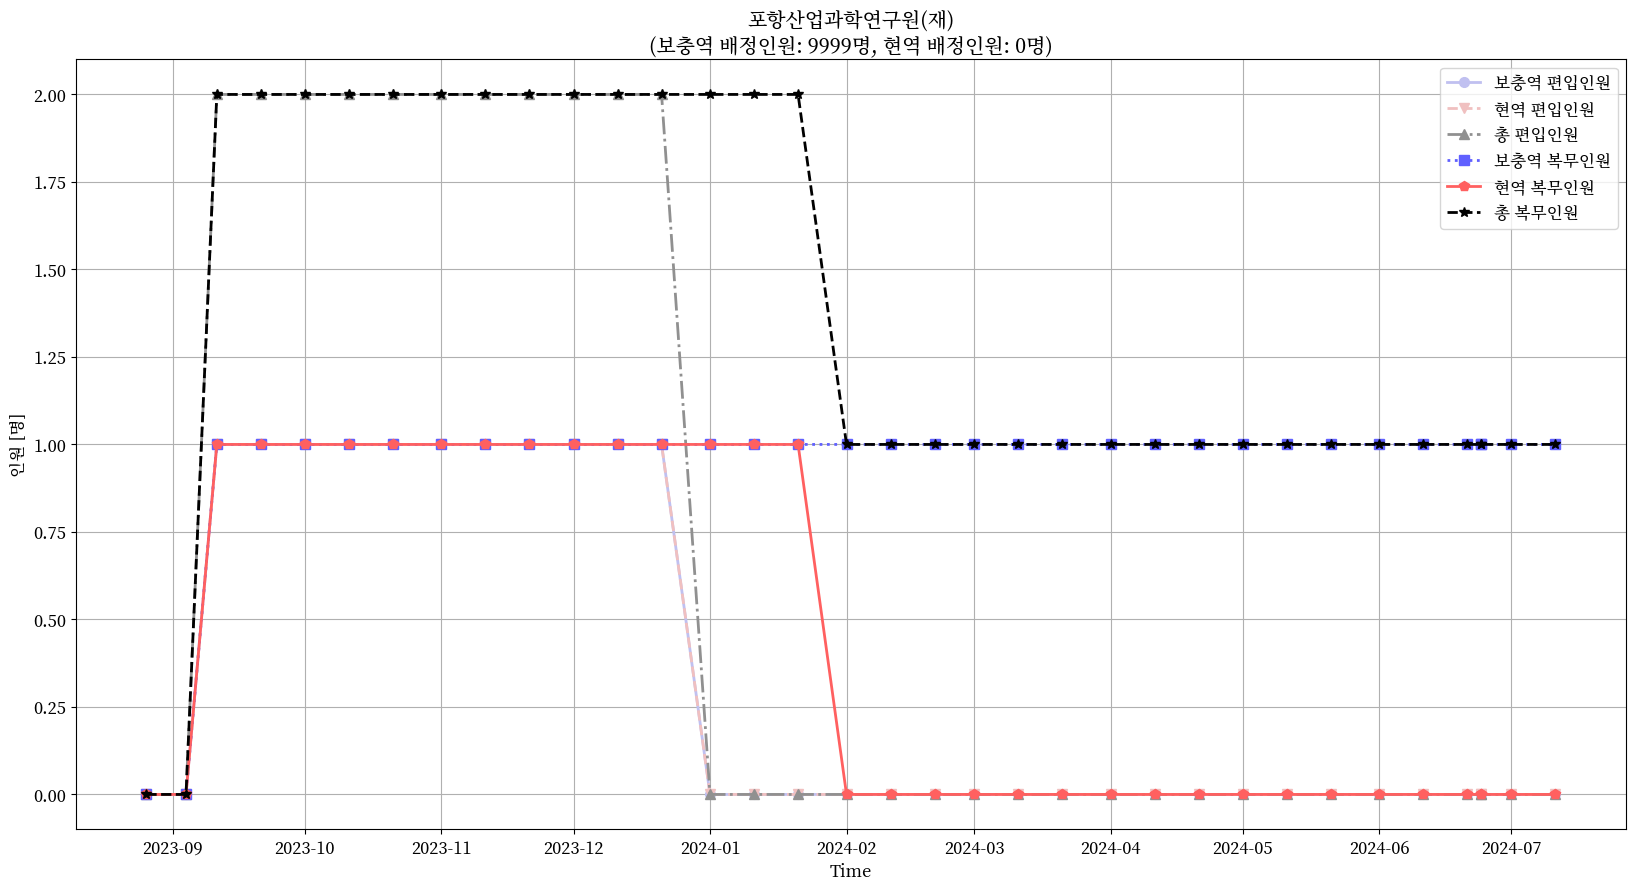 포항산업과학연구원(재)
(보충역 배정인원: 9999명, 현역 배정인원: 0명)
보충역 편입인원
현역 편입인원
총 편입인원
보충역 복무인원
현역 복무인원
총 복무인원
인원 [명]
2.00
1.75
1.50
1.25
1.00
0.75
0.50
0.25
0.00
2023-09 2023-10 2023-11 2023-12 2024-01 2024-02 2024-03 2024-04 2024-05 2024-06 2024-07
Time